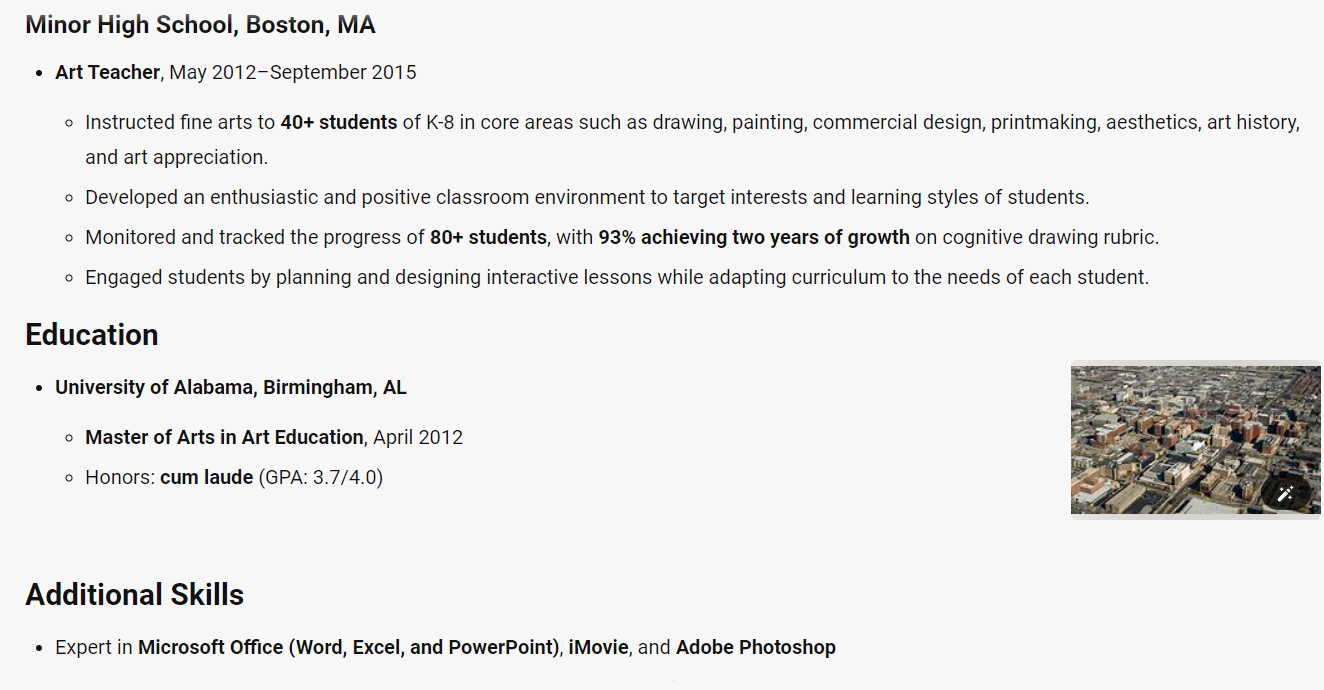 Minor High School, Boston, MA
Art Teacher, May 2012–September 2015
Instructed fine arts to 40+ students of K-8 in core areas such as drawing, painting, commercial design, printmaking, aesthetics, art history,
and art appreciation.
Developed an enthusiastic and positive classroom environment to target interests and learning styles of students.
Monitored and tracked the progress of 80+ students, with 93% achieving two years of growth on cognitive drawing rubric.
Engaged students by planning and designing interactive lessons while adapting curriculum to the needs of each student.
Education
University of Alabama, Birmingham, AL
Master of Arts in Art Education, April 2012
Honors: cum laude (GPA: 3.7/4.0)
Additional Skills
Expert in Microsoft Office (Word, Excel, and PowerPoint), iMovie, and Adobe Photoshop